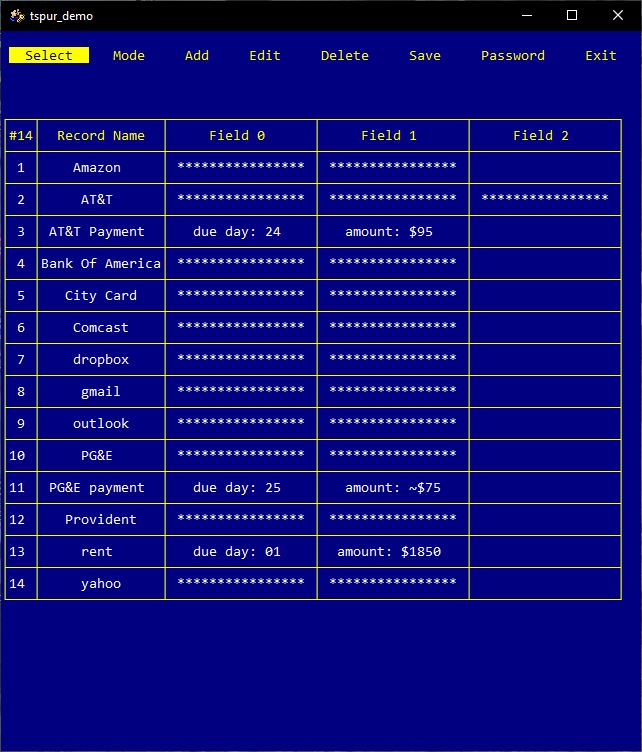 tspur_demo
Select Mode Add Edit Delete Save Password Exit
#14 Record Name Field 0 Field 1 Field 2
1 Amazon **************** ****************
2 AT&T **************** **************** ****************
3 AT&T Payment due day: 24 amount: $95
4 Bank Of America **************** ****************
5 City Card **************** ****************
6 Comcast **************** ****************
7 dropbox **************** ****************
8 gmail **************** ****************
9 outlook **************** ****************
10 PG&E **************** ****************
11 PG&E payment due day: 25 amount: ~$75
12 Provident **************** ****************
13 rent due day: 01 amount: $1850
14 yahoo **************** ****************